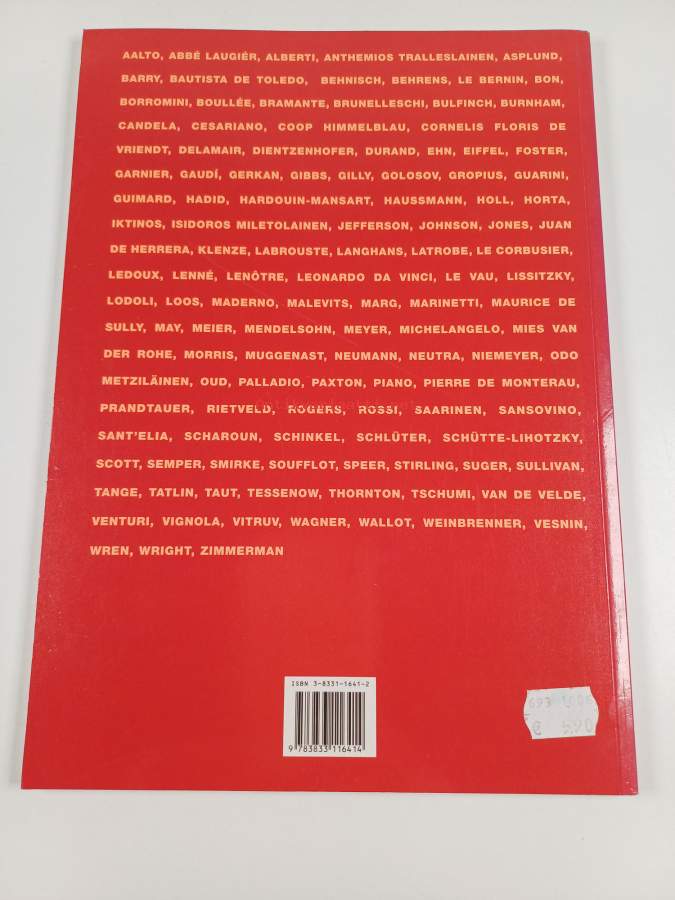 AALTO, ABBÉ LAUGIÉR, ALBERTI, ANTHEMIOS TRALLESLAINEN, ASPLUND,
BARRY, BAUTISTA DE TOLEDO, BEHNISCH, BEHRENS, LE BERNIN, BON,
BORROMINI, BOULLÉE, BRAMANTE, BRUNELLESCHI, BULFINCH, BURNHAM,
CANDELA, CESARIANO, COOP HIMMELBLAU, CORNELIS FLORIS DE
VRIENDT, DELAMAIR, DIENTZENHOFER, DURAND, EHN, EIFFEL, FOSTER,
GARNIER, GAUDÍ, GERKAN, GIBBS, GILLY, GOLOSOV, GROPIUS, GUARINI,
GUIMARD, HADID, HARDOUIN-MANSART, HAUSSMANN, HOLL, HORTA,
IKTINOS, ISIDOROS MILETOLAINEN, JEFFERSON, JOHNSON, JONES, JUAN
DE HERRERA, KLENZE, LABROUSTE, LANGHANS, LATROBE, LE CORBUSIER,
LEDOUX, LENNÉ, LENÔTRE, LEONARDO DA VINCI, LE VAU, LISSITZKY,
LODOLI, LOOS, MADERNO, MALEVITS, MARG, MARINETTI, MAURICE DE
SULLY, MAY, MEIER, MENDELSOHN, MEYER, MICHELANGELO, MIES VAN
DER ROHE, MORRIS, MUGGENAST, NEUMANN, NEUTRA, NIEMEYER, ODO
METZILÄINEN, OUD, PALLADIO, PAXTON, PIANO, PIERRE DE MONTERAU,
PRANDTAUER, RIETVELD, ROGERS, ROSSI, SAARINEN, SANSOVINO,
SANT'ELIA, SCHAROUN, SCHINKEL, SCHLÜTER, SCHÜTTE-LIHOTZKY,
SCOTT, SEMPER, SMIRKE, SOUFFLOT, SPEER, STIRLING, SUGER, SULLIVAN,
TANGE, TATLIN, TAUT, TESSENOW, THORNTON, TSCHUMI, VAN DE VELDE,
VENTURI, VIGNOLA, VITRUV, WAGNER, WALLOT, WEINBRENNER, VESNIN,
WREN, WRIGHT, ZIMMERMAN
ISBN 3-8331-1641-2
9 783833 116414
€ 5.90